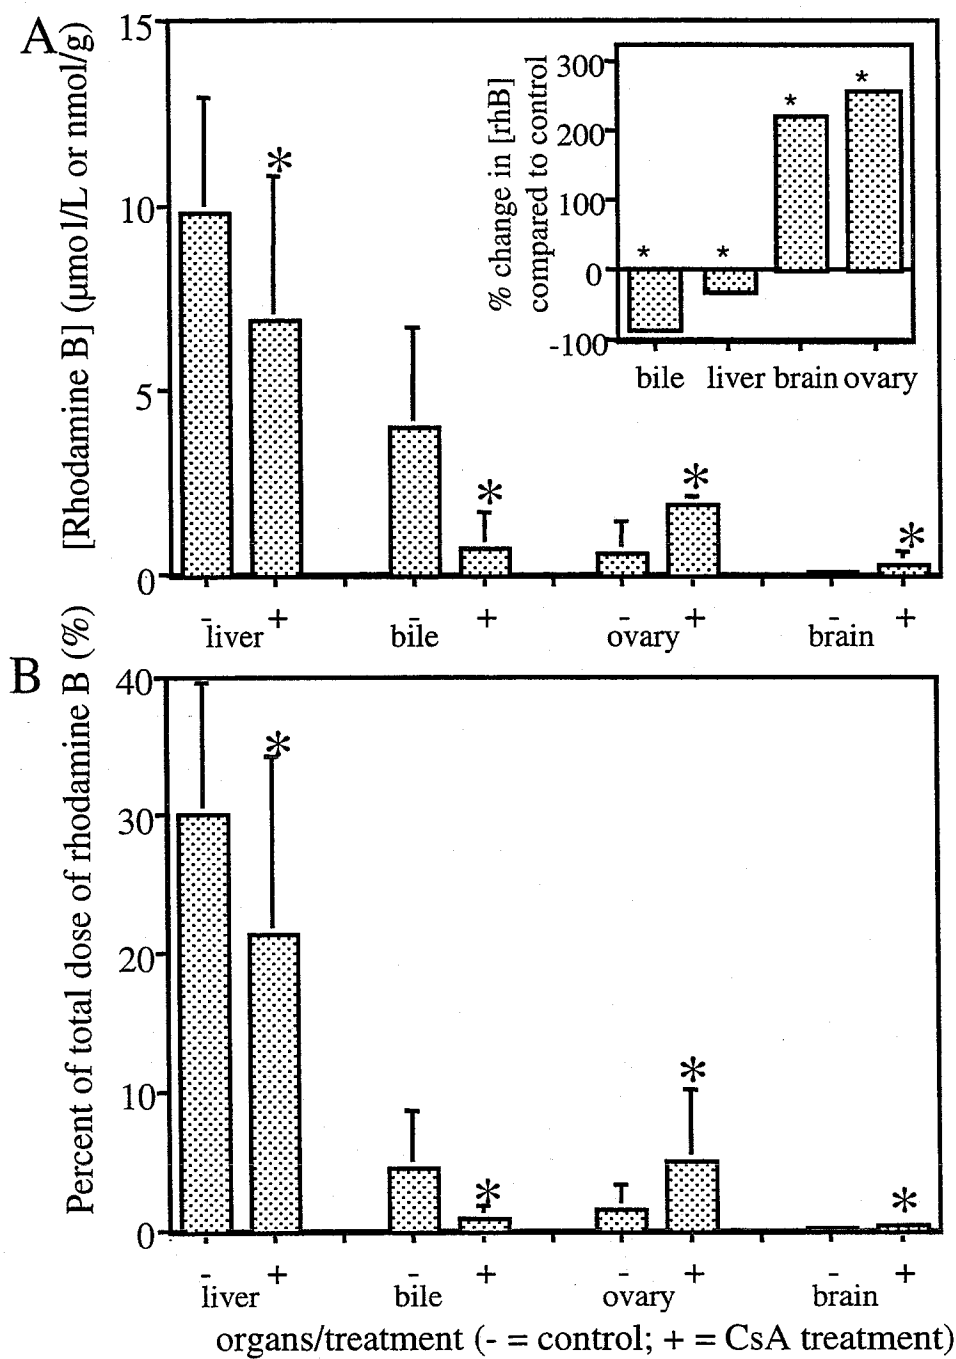 A
[Rhodamine B] (µmol/L or nmol/g)
15
10
5
0
*
*
*
*
- + - + - + - +
liver bile ovary brain
% change in [rhB]
compared to control
300
200
100
0
-100
* * * *
bile liver brain ovary
B
Percent of total dose of rhodamine B (%)
40
30
20
10
0
*
*
*
*
- + - + - + - +
liver bile ovary brain
organs/treatment (- = control; + = CsA treatment)